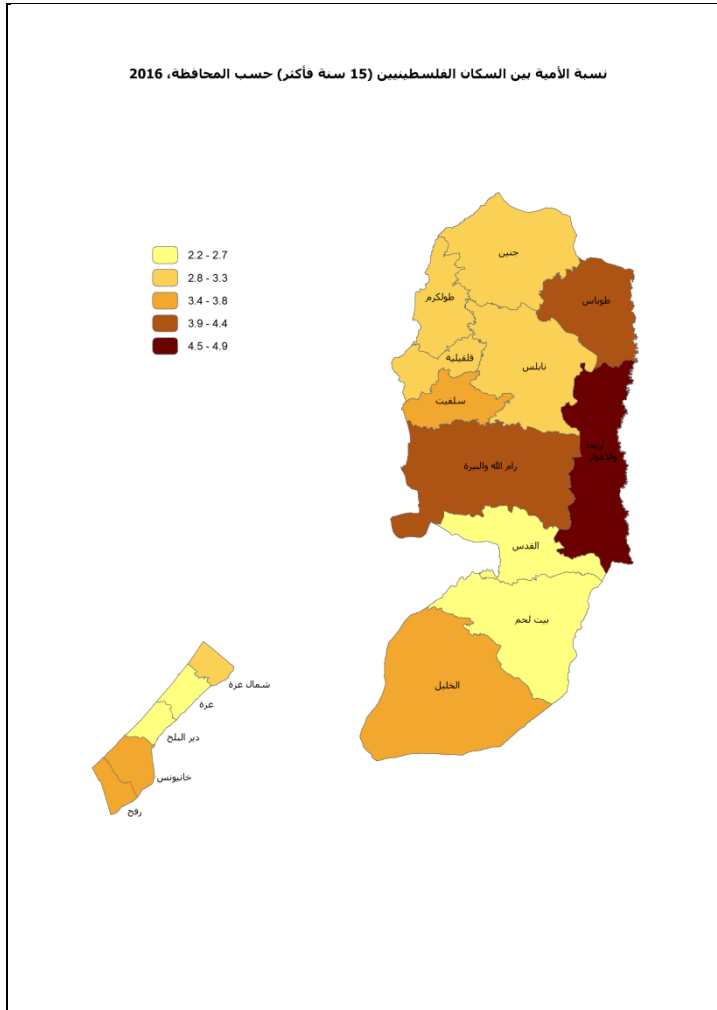 نسبة الأمية بين السكان الفلسطينيين (15 سنة فأكثر) حسب المحافظة، 2016
2.2 - 2.7
2.8 - 3.3
3.4 - 3.8
3.9 - 4.4
4.5 - 4.9
جنين
طوباس
طولكرم
قلقيلية
نابلس
سلفيت
أريحا
والأغوار
رام الله والبيرة
القدس
بيت لحم
الخليل
شمال غزة
غزة
دير البلح
خانيونس
رفح